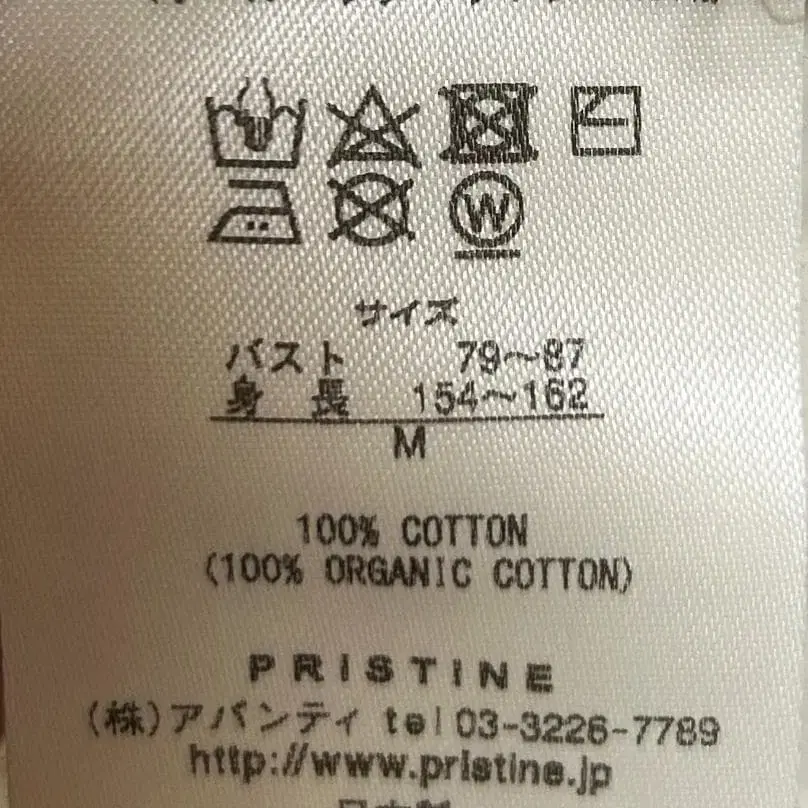 W
サイズ
バスト 79～87
身長 154～162
M
100% COTTON
(100% ORGANIC COTTON)
PRISTINE
(株)アバンティ tel 03-3226-7789
http://www.pristine.jp